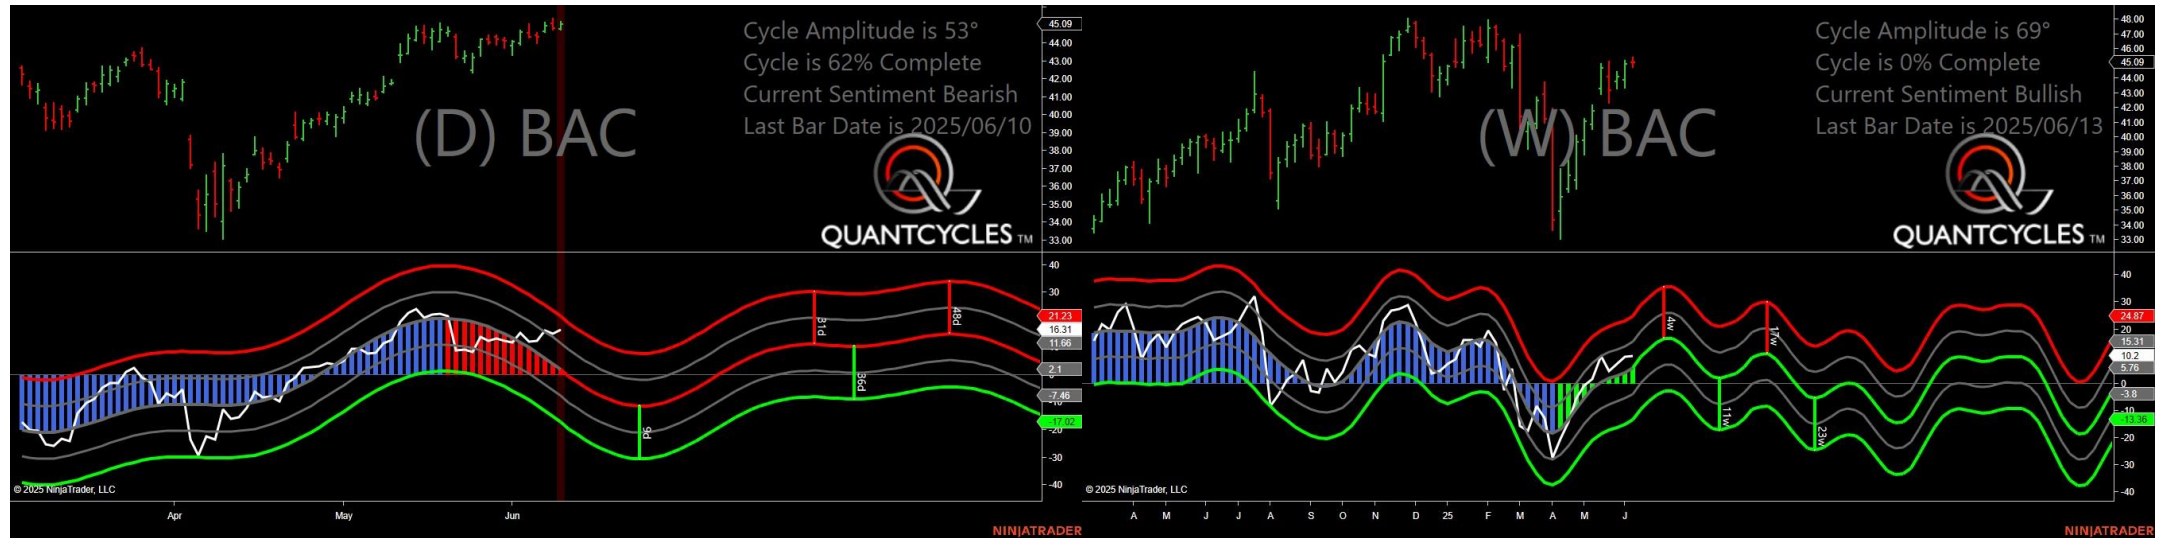 Cycle Amplitude is 53°
Cycle is 62% Complete
Current Sentiment Bearish
Last Bar Date is 2025/06/10
(D) BAC
QUANTCYCLES TM
45.09
44.00
43.00
42.00
41.00
40.00
39.00
38.00
37.00
36.00
35.00
34.00
33.00
40
30
21.23
16.31
11.66
2.1
-7.46
-17.02
-20
-30
-40
31d
48d
36d
9d
© 2025 NinjaTrader, LLC
Apr May Jun
NINJATRADER
Cycle Amplitude is 69°
Cycle is 0% Complete
Current Sentiment Bullish
Last Bar Date is 2025/06/13
(W) BAC
QUANTCYCLES TM
48.00
47.00
46.00
45.09
44.00
43.00
42.00
41.00
40.00
39.00
38.00
37.00
36.00
35.00
34.00
33.00
40
30
24.87
20
15.31
10.2
5.76
0
-3.8
-10
-13.36
-20
-30
-40
4w
17w
11w
23w
© 2025 NinjaTrader, LLC
A M J J A S O N D 25 F M A M J
NINJATRADER